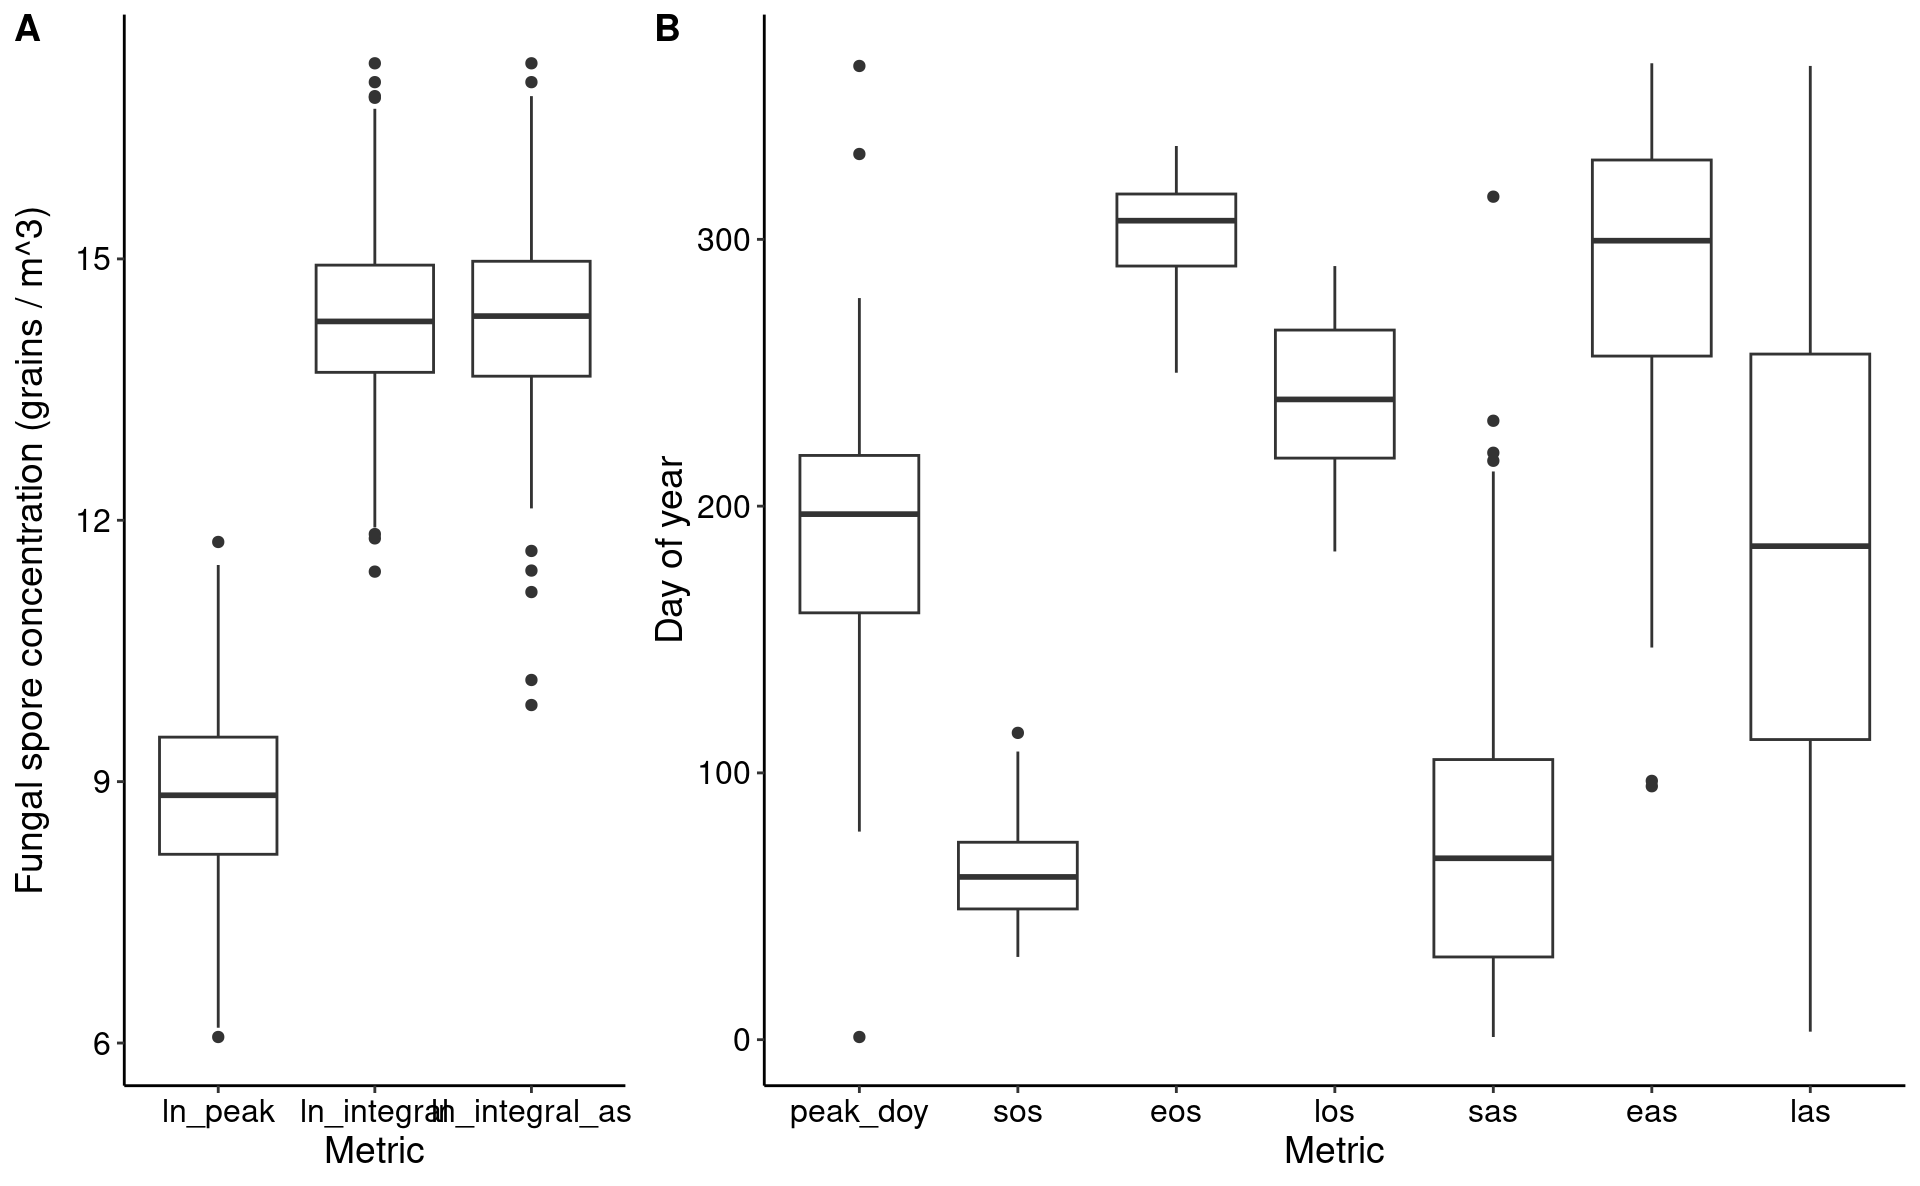 A
Fungal spore concentration (grains / m^3)
15
12
9
6
ln_peak
ln_integral
ln_integral_as
Metric
B
Day of year
300
200
100
0
peak_doy
sos
eos
los
sas
eas
las
Metric